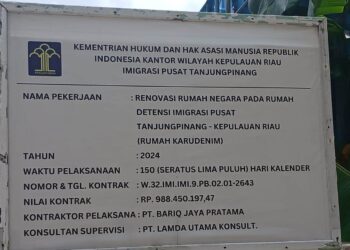 KEMENTRIAN HUKUM DAN HAK ASASI MANUSIA REPUBLIK
INDONESIA KANTOR WILAYAH KEPULAUAN RIAU
IMIGRASI PUSAT TANJUNGPINANG
NAMA PEKERJAAN : RENOVASI RUMAH NEGARA PADA RUMAH
DETENSI IMIGRASI PUSAT
TANJUNGPINANG - KEPULAUAN RIAU
(RUMAH KARUDENIM)
TAHUN : 2024
WAKTU PELAKSANAAN : 150 (SERATUS LIMA PULUH) HARI KALENDER
NOMOR & TGL. KONTRAK : W.32.IMI.IMI.9.PB.02.01-2643
NILAI KONTRAK : RP. 988.450.197,47
KONTRAKTOR PELAKSANA : PT. BARIQ JAYA PRATAMA
KONSULTAN SUPERVISI : PT. LAMDA UTAMA KONSULT.